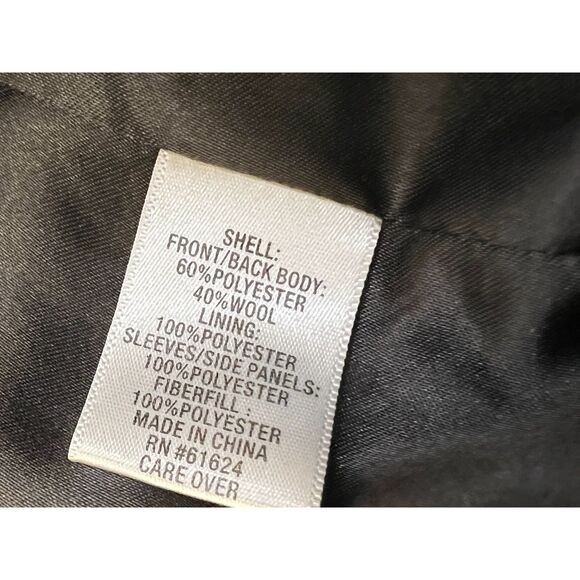 SHELL:
FRONT/BACK BODY:
60%POLYESTER
40%WOOL
LINING:
100%POLYESTER
SLEEVES/SIDE PANELS:
100%POLYESTER
FIBERFILL :
100%POLYESTER
MADE IN CHINA
RN #61624
CARE OVER